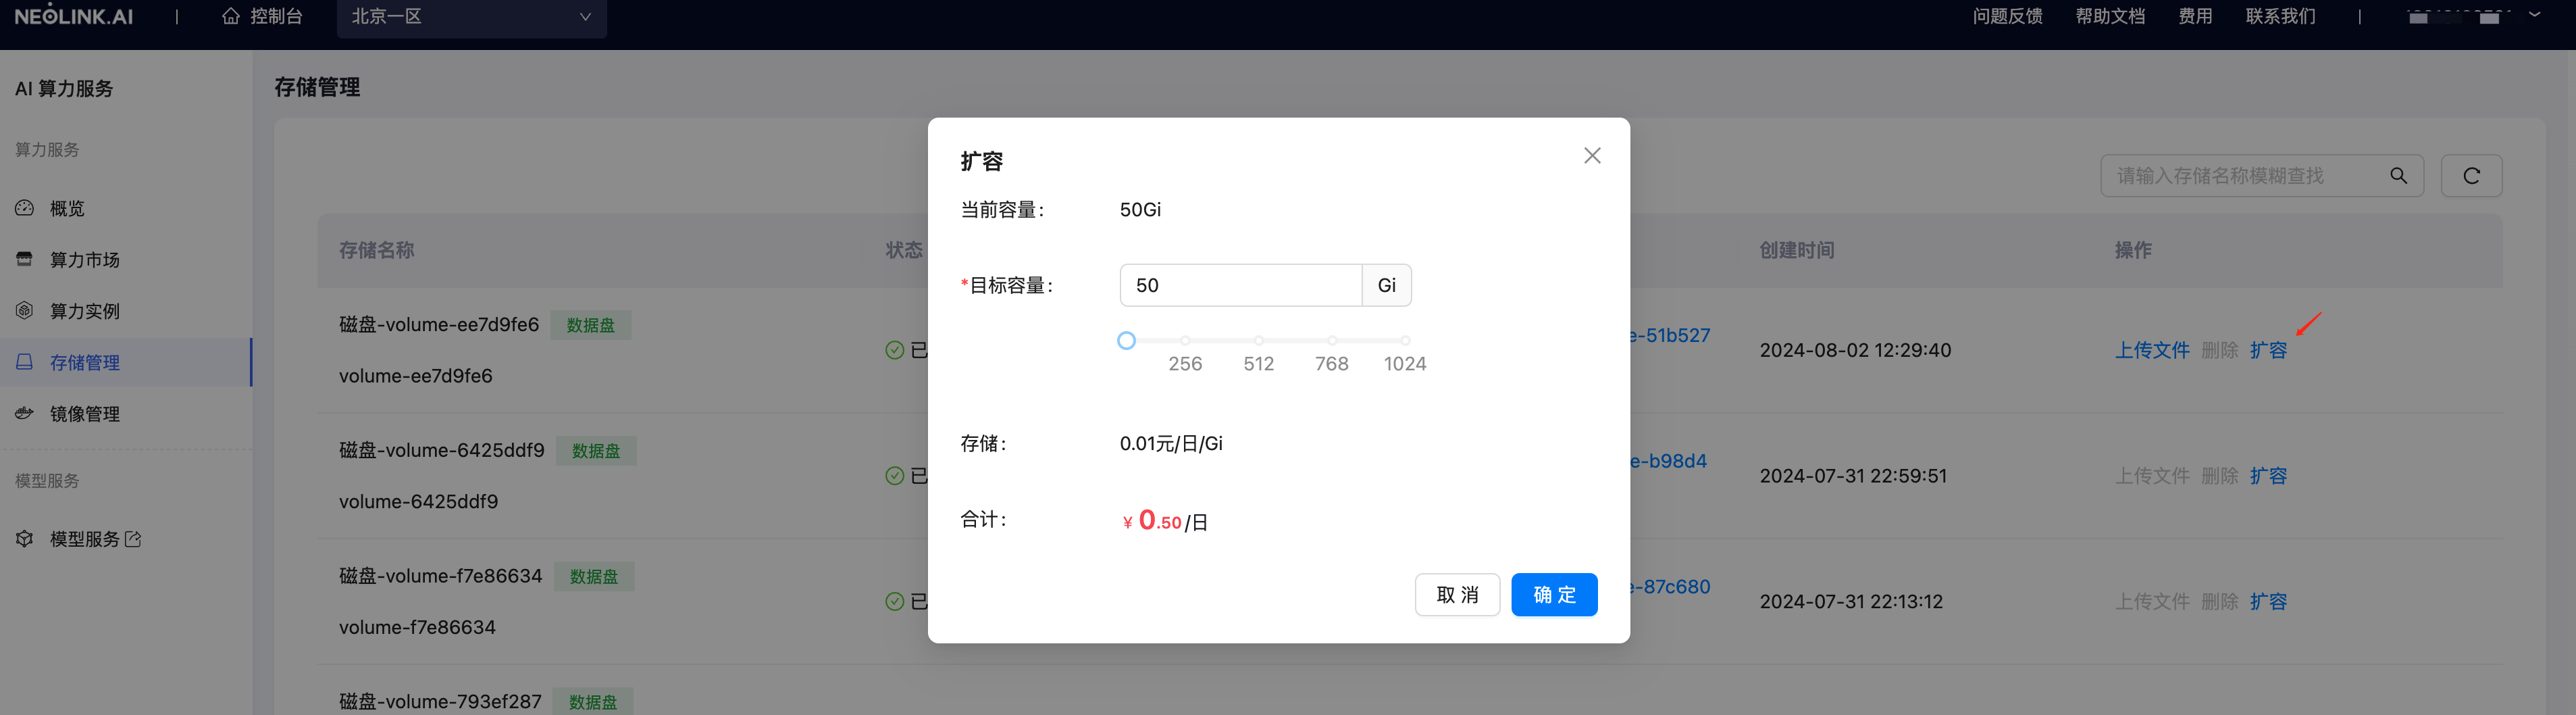 NEOLINK.AI | 控制台 北京一区 问题反馈 帮助文档 费用 联系我们 |
AI 算力服务
算力服务
概览
算力市场
算力实例
存储管理
镜像管理
模型服务
模型服务
存储管理
请输入存储名称模糊查找
存储名称 状态 创建时间 操作
磁盘-volume-ee7d9fe6 数据盘
volume-ee7d9fe6
已 e-51b527 2024-08-02 12:29:40 上传文件 删除 扩容
磁盘-volume-6425ddf9 数据盘
volume-6425ddf9
已 e-b98d4 2024-07-31 22:59:51 上传文件 删除 扩容
磁盘-volume-f7e86634 数据盘
volume-f7e86634
已 e-87c680 2024-07-31 22:13:12 上传文件 删除 扩容
磁盘-volume-793ef287 数据盘
扩容
当前容量: 50Gi
*目标容量: 50 Gi
256 512 768 1024
存储: 0.01元/日/Gi
合计: ¥ 0.50/日
取 消 确 定